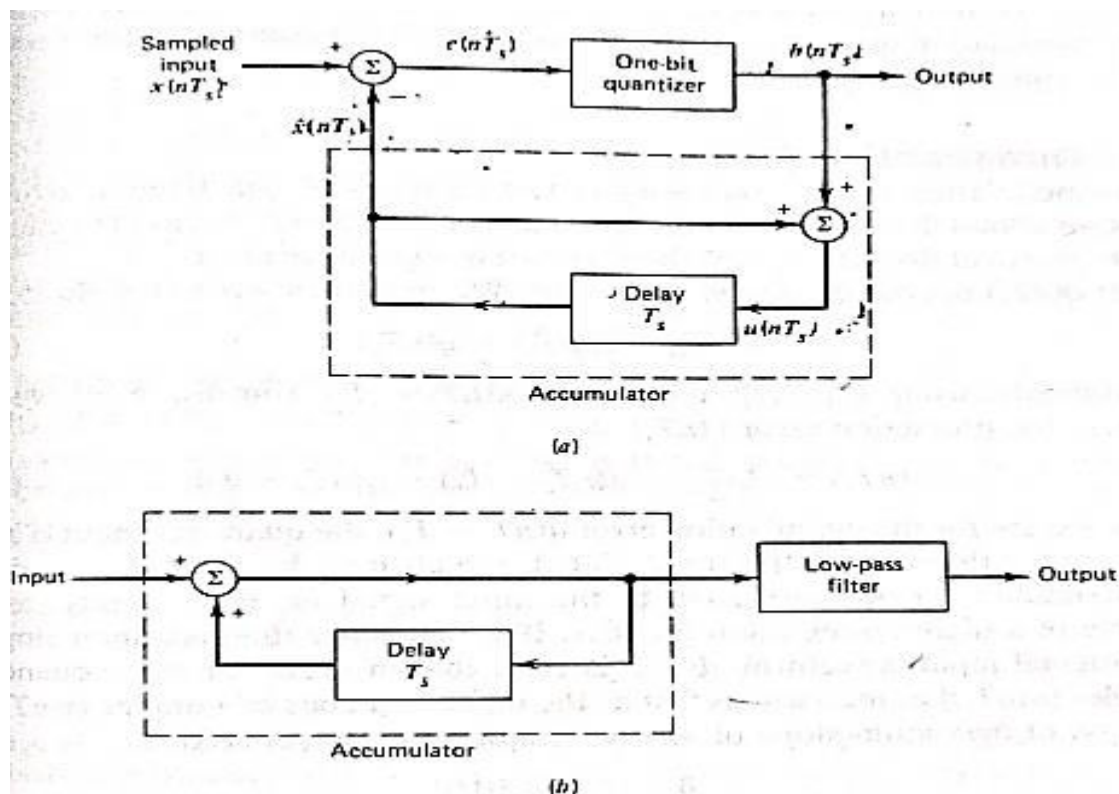 Sampled
input
x(nTs)
+
Σ
e(nTs)
One-bit
quantizer
b(nTs)
Output
−
x̂(nTs)
+
+
Σ
Delay
Ts
u(nTs)
Accumulator
(a)
Input
+
Σ
+
Delay
Ts
Accumulator
Low-pass
filter
Output
(b)